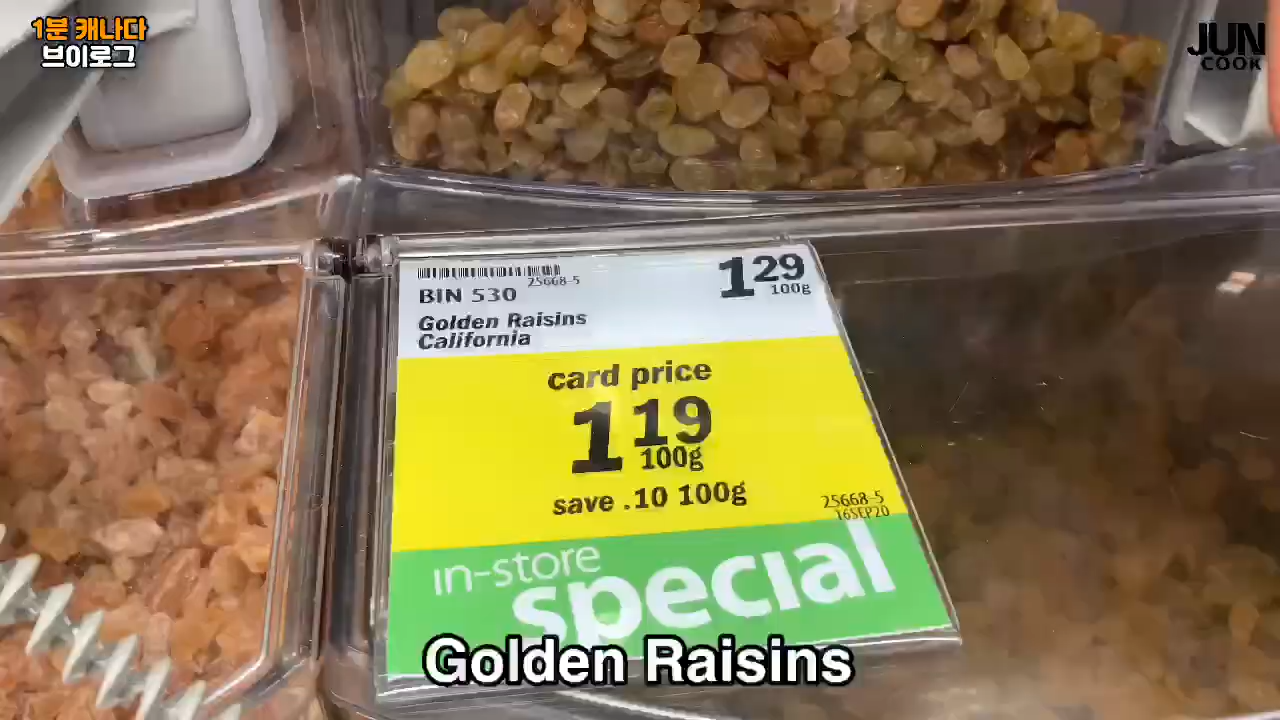 1분 캐나다
브이로그
JUN
COOK
25668-5
BIN 530
1 29
100g
Golden Raisins
California
card price
1 19
100g
save .10 100g
25668-5
16SEP20
in-store
special
Golden Raisins